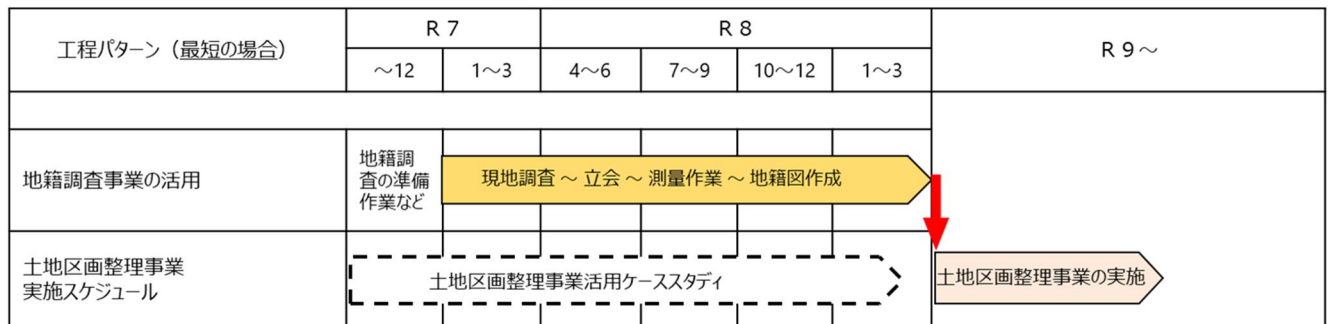 工程パターン（最短の場合）
R 7
R 8
R 9～
～12
1～3
4～6
7～9
10～12
1～3
地籍調査事業の活用
地籍調
査の準備
作業など
現地調査 ～ 立会 ～ 測量作業 ～ 地籍図作成
土地区画整理事業
実施スケジュール
土地区画整理事業活用ケーススタディ
土地区画整理事業の実施